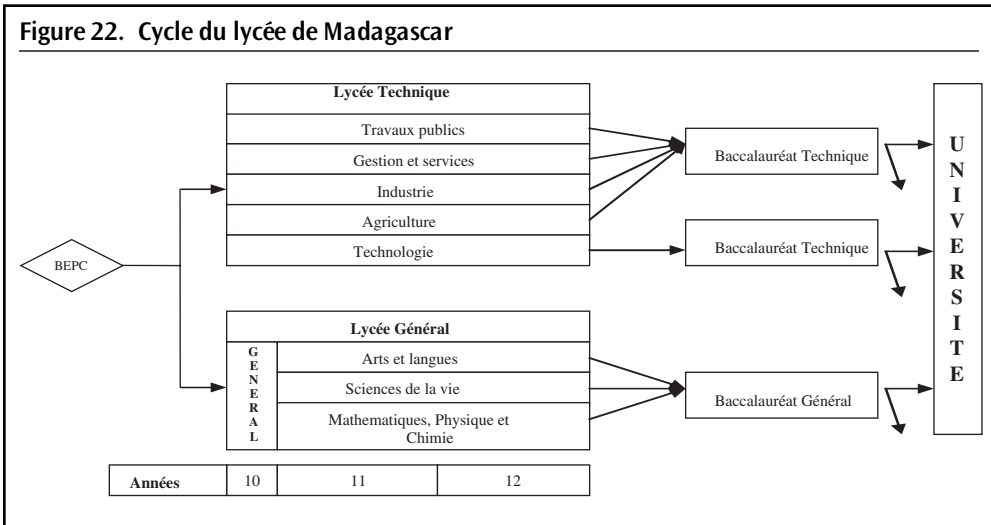 Figure 22. Cycle du lycée de Madagascar
Lycée Technique
Travaux publics
Gestion et services
Industrie
Agriculture
Technologie
BEPC
Lycée Général
GENERAL
Arts et langues
Sciences de la vie
Mathematiques, Physique et
Chimie
Baccalauréat Technique
Baccalauréat Technique
Baccalauréat Général
UNIVERSITE
Années 10 11 12